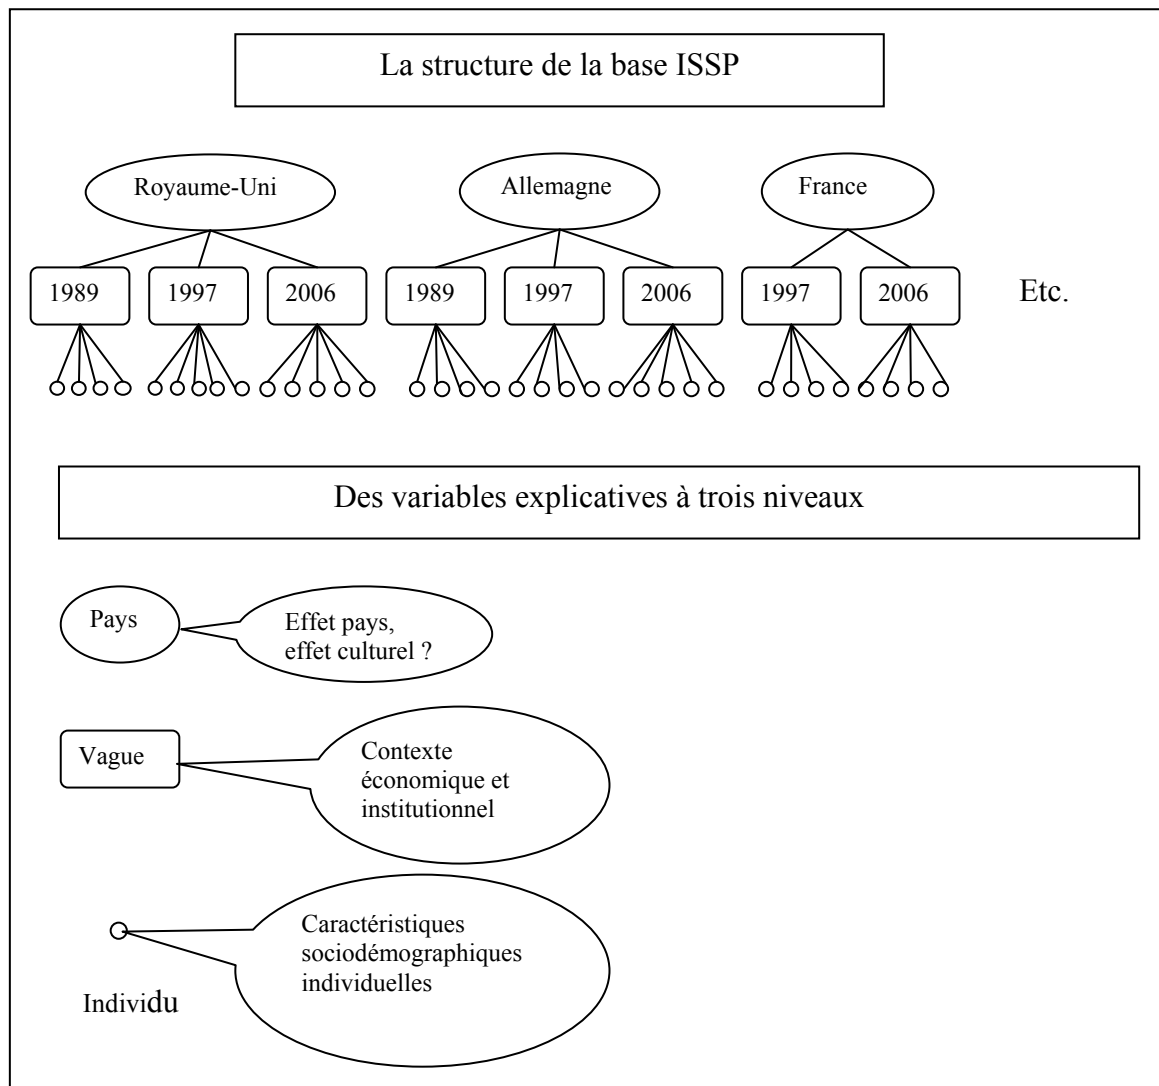 La structure de la base ISSP
Royaume-Uni
Allemagne
France
1989
1997
2006
1989
1997
2006
1997
2006
Etc.
Des variables explicatives à trois niveaux
Pays
Effet pays,
effet culturel ?
Vague
Contexte
économique et
institutionnel
Caractéristiques
sociodémographiques
individuelles
Individu